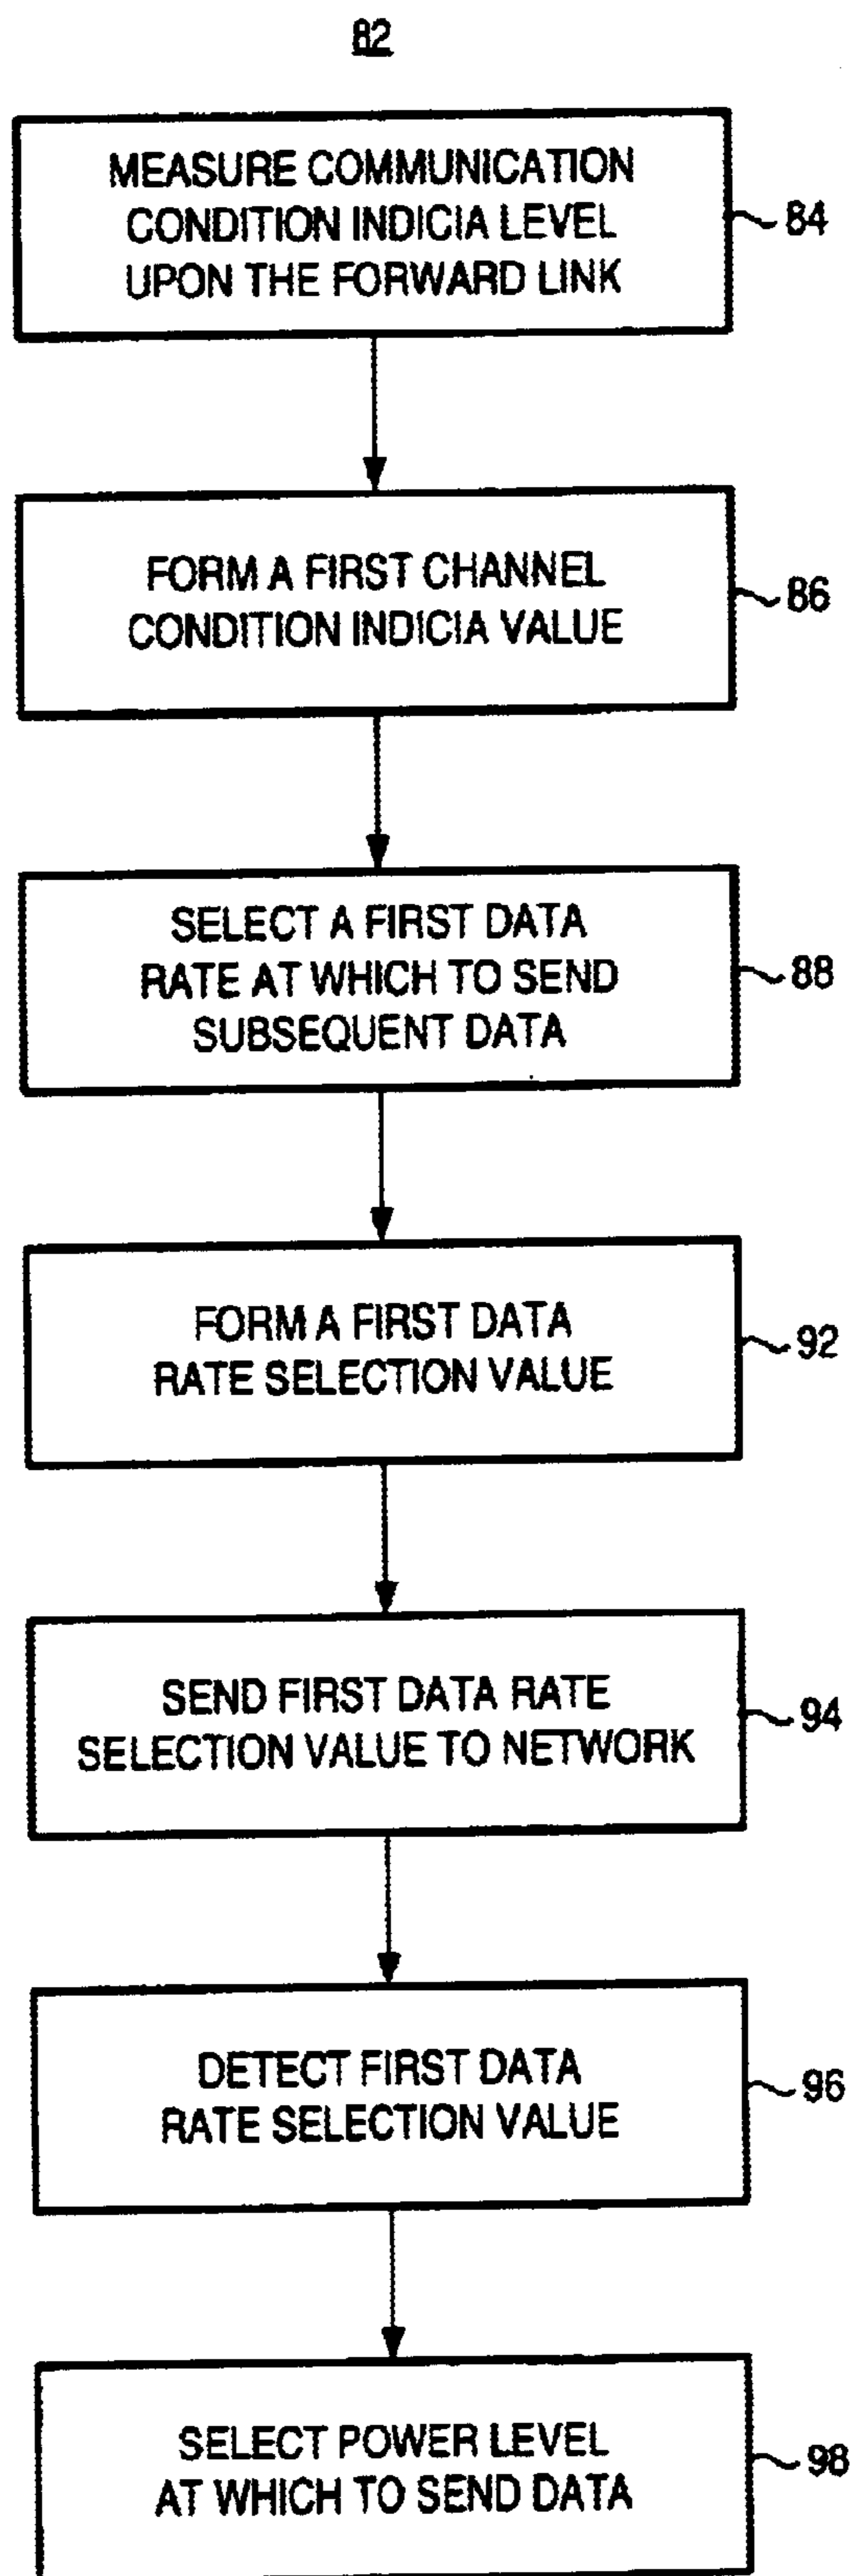 82
MEASURE COMMUNICATION
CONDITION INDICIA LEVEL
UPON THE FORWARD LINK
84
FORM A FIRST CHANNEL
CONDITION INDICIA VALUE
86
SELECT A FIRST DATA
RATE AT WHICH TO SEND
SUBSEQUENT DATA
88
FORM A FIRST DATA
RATE SELECTION VALUE
92
SEND FIRST DATA RATE
SELECTION VALUE TO NETWORK
94
DETECT FIRST DATA
RATE SELECTION VALUE
96
SELECT POWER LEVEL
AT WHICH TO SEND DATA
98